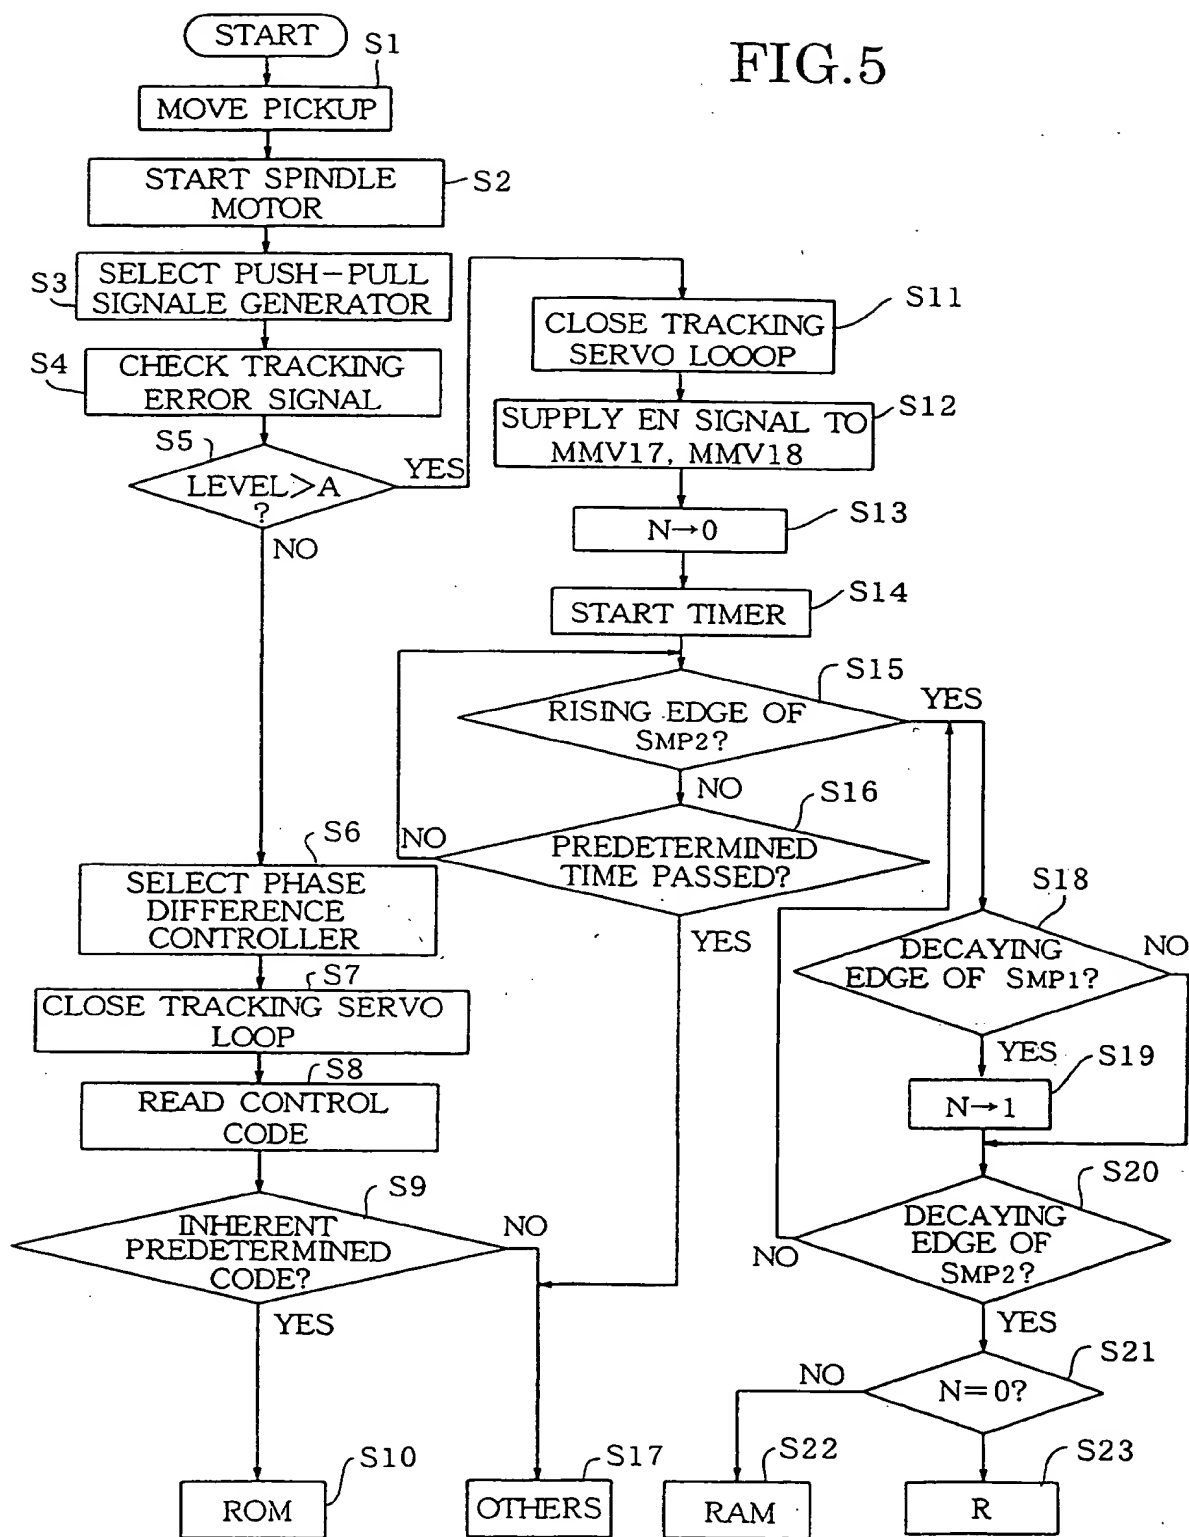 FIG.5
START
S1
MOVE PICKUP
S2
START SPINDLE
MOTOR
S3
SELECT PUSH-PULL
SIGNALE GENERATOR
S4
CHECK TRACKING
ERROR SIGNAL
S5
LEVEL>A
?
YES
NO
S6
SELECT PHASE
DIFFERENCE
CONTROLLER
S7
CLOSE TRACKING SERVO
LOOP
S8
READ CONTROL
CODE
S9
INHERENT
PREDETERMINED
CODE?
NO
YES
S10
ROM
S11
CLOSE TRACKING
SERVO LOOOP
S12
SUPPLY EN SIGNAL TO
MMV17, MMV18
S13
N→0
S14
START TIMER
S15
RISING EDGE OF
SMP2?
YES
NO
S16
PREDETERMINED
TIME PASSED?
NO
YES
S17
OTHERS
S18
DECAYING
EDGE OF SMP1?
NO
YES
S19
N→1
S20
DECAYING
EDGE OF
SMP2?
NO
YES
S21
N=0?
NO
S22
RAM
S23
R